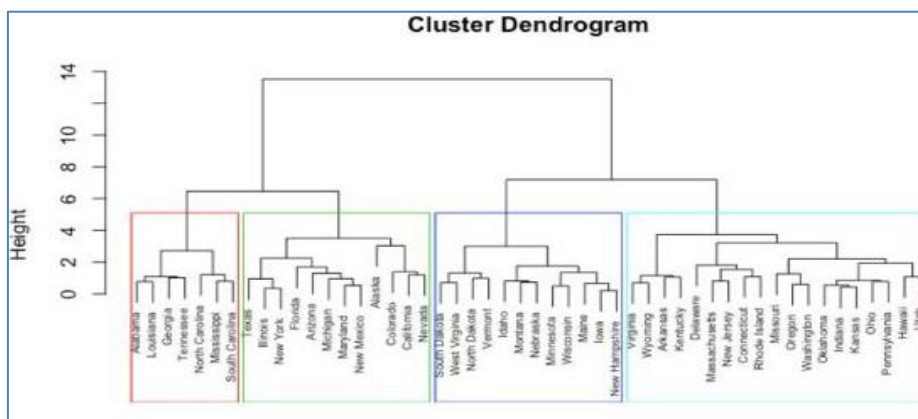 Cluster Dendrogram
Height
14
10
8
6
4
2
0
Alabama
Louisiana
Georgia
Tennessee
North Carolina
Mississippi
South Carolina
Texas
Illinois
New York
Florida
Arizona
Michigan
Maryland
New Mexico
Alaska
Colorado
California
Nevada
South Dakota
West Virginia
North Dakota
Vermont
Idaho
Montana
Nebraska
Minnesota
Wisconsin
Maine
Iowa
New Hampshire
Virginia
Wyoming
Arkansas
Kentucky
Delaware
Massachusetts
New Jersey
Connecticut
Rhode Island
Missouri
Oregon
Washington
Oklahoma
Indiana
Kansas
Ohio
Pennsylvania
Hawaii